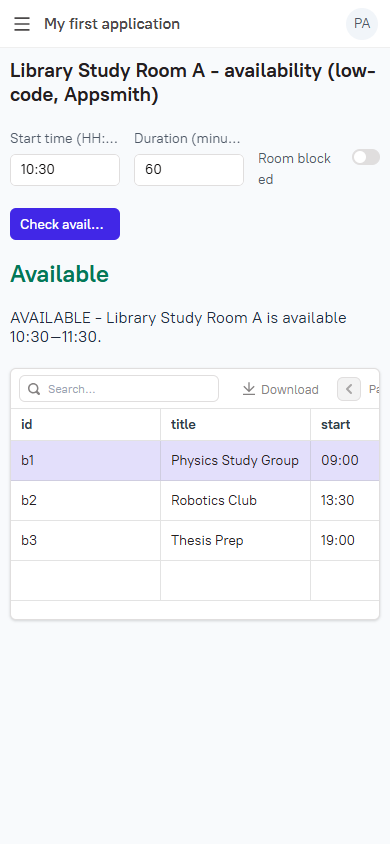 My first application
PA
Library Study Room A - availability (low-
code, Appsmith)
Start time (HH:...
Duration (minu...
10:30
60
Room block
ed
Check avail...
Available
AVAILABLE - Library Study Room A is available
10:30–11:30.
Search...
Download
Pa
id title start
b1 Physics Study Group 09:00
b2 Robotics Club 13:30
b3 Thesis Prep 19:00